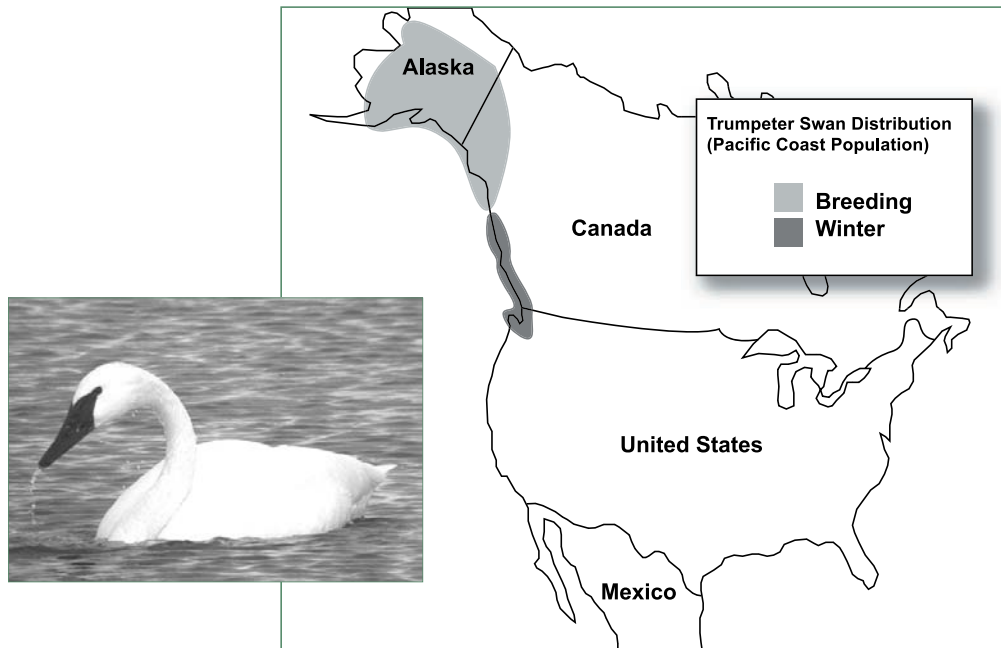 Alaska
Trumpeter Swan Distribution
(Pacific Coast Population)
Breeding
Winter
Canada
United States
Mexico